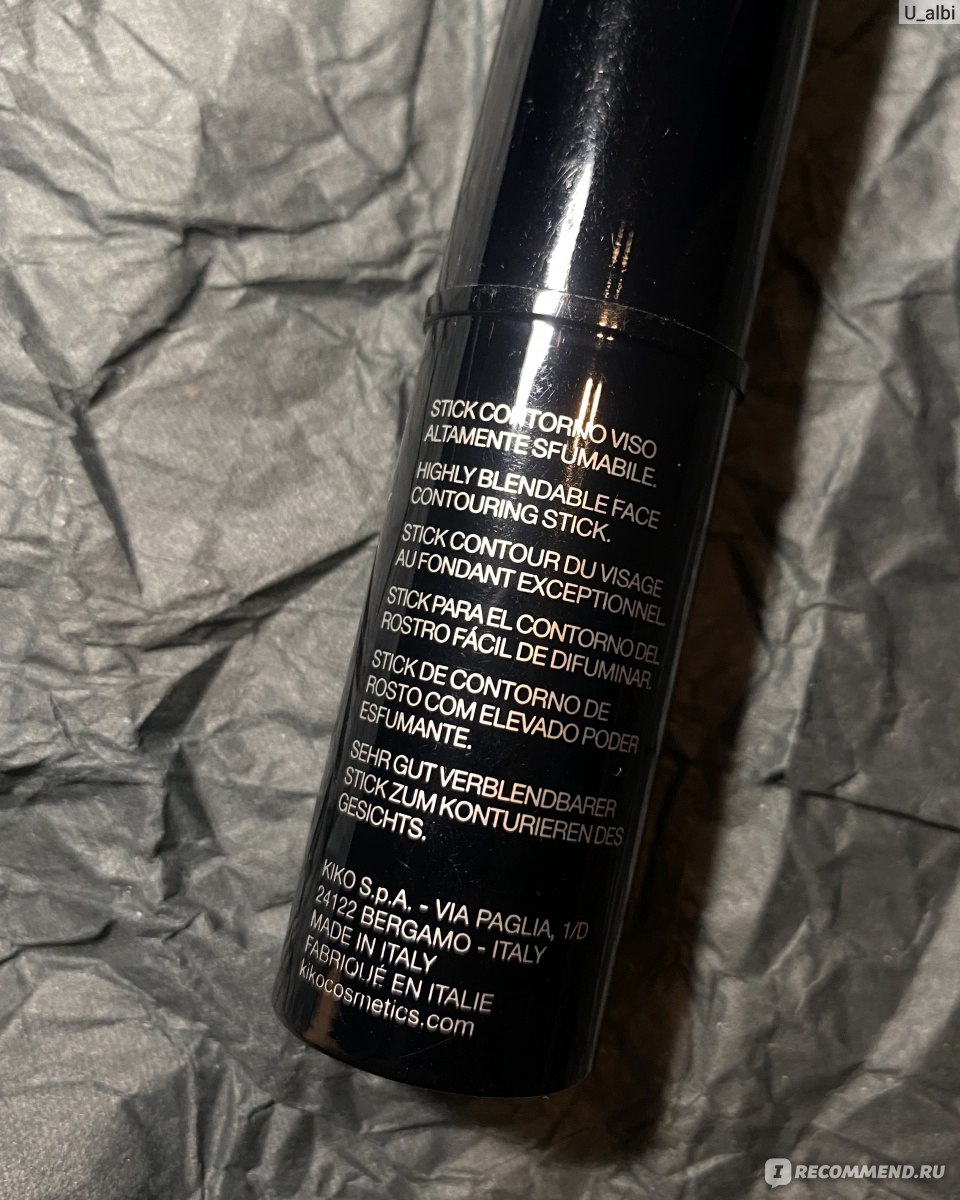 U_albi
STICK CONTORNO VISO
ALTAMENTE SFUMABILE.
HIGHLY BLENDABLE FACE
CONTOURING STICK.
STICK CONTOUR DU VISAGE
AU FONDANT EXCEPTIONNEL.
STICK PARA EL CONTORNO DEL
ROSTRO FÁCIL DE DIFUMINAR.
STICK DE CONTORNO DE
ROSTO COM ELEVADO PODER
ESFUMANTE.
SEHR GUT VERBLENDBARER
STICK ZUM KONTURIEREN DES
GESICHTS.
KIKO S.p.A. - VIA PAGLIA, 1/D
24122 BERGAMO - ITALY
MADE IN ITALY
FABRIQUÉ EN ITALIE
kikocosmetics.com
IRECOMMEND.RU